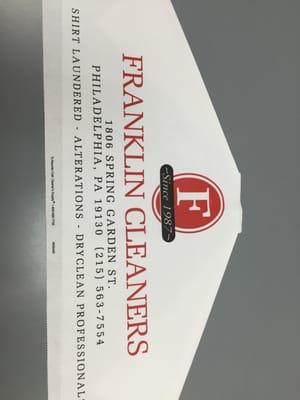 F
~Since 1987~
FRANKLIN CLEANERS
1806 SPRING GARDEN ST.
PHILADELPHIA, PA 19130 (215) 563-7554
SHIRT LAUNDERED - ALTERATIONS - DRYCLEAN PROFESSIONAL